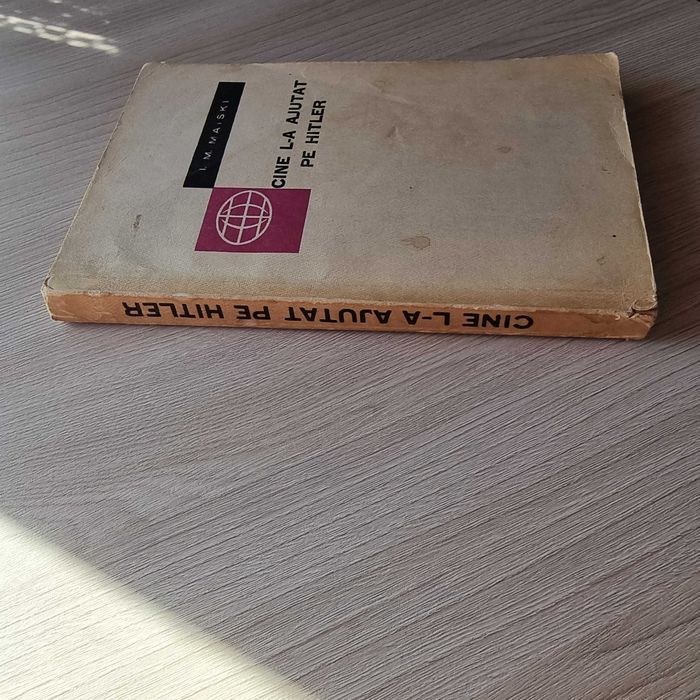 I. M. MAISKI
CINE L-A AJUTAT
PE HITLER
CINE L-A AJUTAT PE HITLER